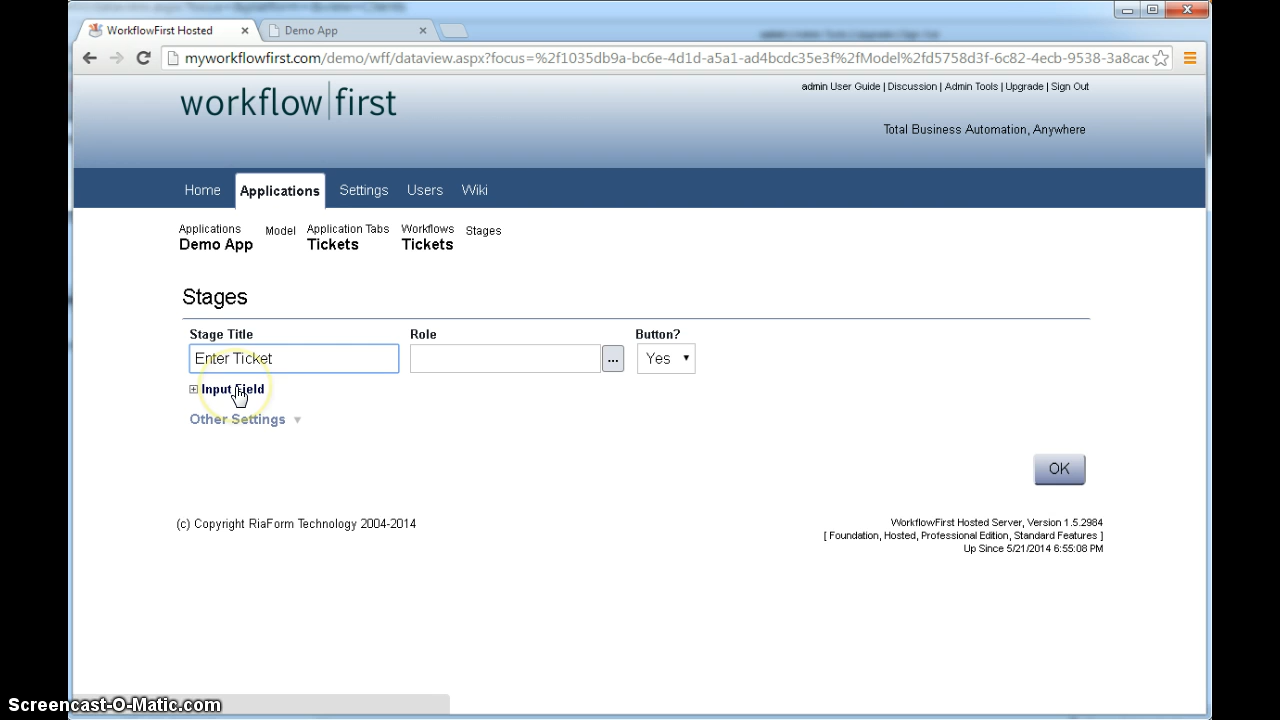 WorkflowFirst Hosted
Demo App
myworkflowfirst.com/demo/wff/dataview.aspx?focus=%2f1035db9a-bc6e-4d1d-a5a1-ad4bcdc35e3f%2fModel%2fd5758d3f-6c82-4ecb-9538-3a8cac
workflow|first
admin User Guide | Discussion | Admin Tools | Upgrade | Sign Out
Total Business Automation, Anywhere
Home Applications Settings Users Wiki
Applications Model Application Tabs Workflows Stages
Demo App Tickets Tickets
Stages
Stage Title Role Button?
Enter Ticket ... Yes
Input Field
Other Settings
OK
(c) Copyright RiaForm Technology 2004-2014
WorkflowFirst Hosted Server, Version 1.5.2984
[ Foundation, Hosted, Professional Edition, Standard Features ]
Up Since 5/21/2014 6:55:08 PM
Screencast-O-Matic.com